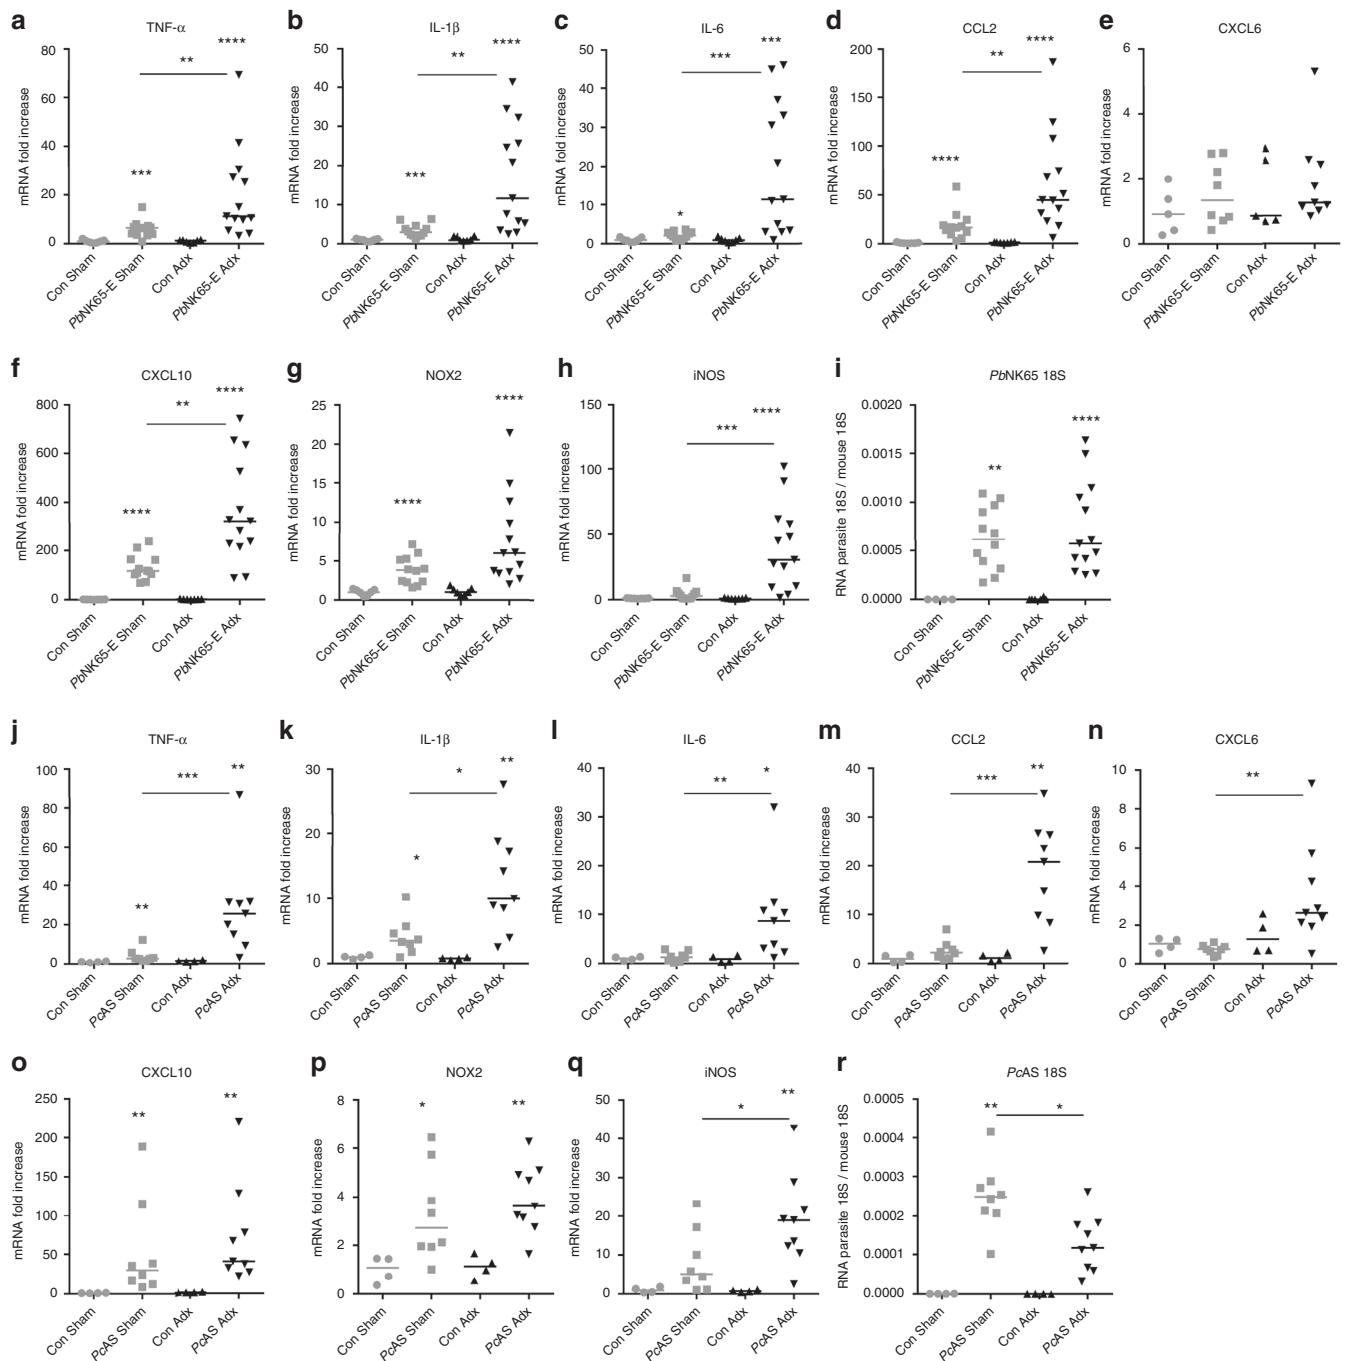 a TNF-α
mRNA fold increase
80
60
40
20
0
**
***
****
Con Sham
PbNK65-E Sham
Con Adx
PbNK65-E Adx
b IL-1β
mRNA fold increase
50
40
30
20
10
0
**
***
****
Con Sham
PbNK65-E Sham
Con Adx
PbNK65-E Adx
c IL-6
mRNA fold increase
50
40
30
20
10
0
***
*
***
Con Sham
PbNK65-E Sham
Con Adx
PbNK65-E Adx
d CCL2
mRNA fold increase
200
150
100
50
0
**
****
****
Con Sham
PbNK65-E Sham
Con Adx
PbNK65-E Adx
e CXCL6
mRNA fold increase
6
4
2
0
Con Sham
PbNK65-E Sham
Con Adx
PbNK65-E Adx
f CXCL10
mRNA fold increase
800
600
400
200
0
**
****
****
Con Sham
PbNK65-E Sham
Con Adx
PbNK65-E Adx
g NOX2
mRNA fold increase
25
20
15
10
5
0
****
****
Con Sham
PbNK65-E Sham
Con Adx
PbNK65-E Adx
h iNOS
mRNA fold increase
150
100
50
0
***
****
Con Sham
PbNK65-E Sham
Con Adx
PbNK65-E Adx
i PbNK65 18S
RNA parasite 18S / mouse 18S
0.0020
0.0015
0.0010
0.0005
0.0000
**
****
Con Sham
PbNK65-E Sham
Con Adx
PbNK65-E Adx
j TNF-α
mRNA fold increase
100
80
60
40
20
0
***
**
**
Con Sham
PcAS Sham
Con Adx
PcAS Adx
k IL-1β
mRNA fold increase
30
20
10
0
*
*
**
Con Sham
PcAS Sham
Con Adx
PcAS Adx
l IL-6
mRNA fold increase
40
30
20
10
0
**
*
Con Sham
PcAS Sham
Con Adx
PcAS Adx
m CCL2
mRNA fold increase
40
30
20
10
0
***
**
Con Sham
PcAS Sham
Con Adx
PcAS Adx
n CXCL6
mRNA fold increase
10
8
6
4
2
0
**
Con Sham
PcAS Sham
Con Adx
PcAS Adx
o CXCL10
mRNA fold increase
250
200
150
100
50
0
**
**
Con Sham
PcAS Sham
Con Adx
PcAS Adx
p NOX2
mRNA fold increase
8
6
4
2
0
*
**
Con Sham
PcAS Sham
Con Adx
PcAS Adx
q iNOS
mRNA fold increase
50
40
30
20
10
0
*
**
Con Sham
PcAS Sham
Con Adx
PcAS Adx
r PcAS 18S
RNA parasite 18S / mouse 18S
0.0005
0.0004
0.0003
0.0002
0.0001
0.0000
**
*
Con Sham
PcAS Sham
Con Adx
PcAS Adx